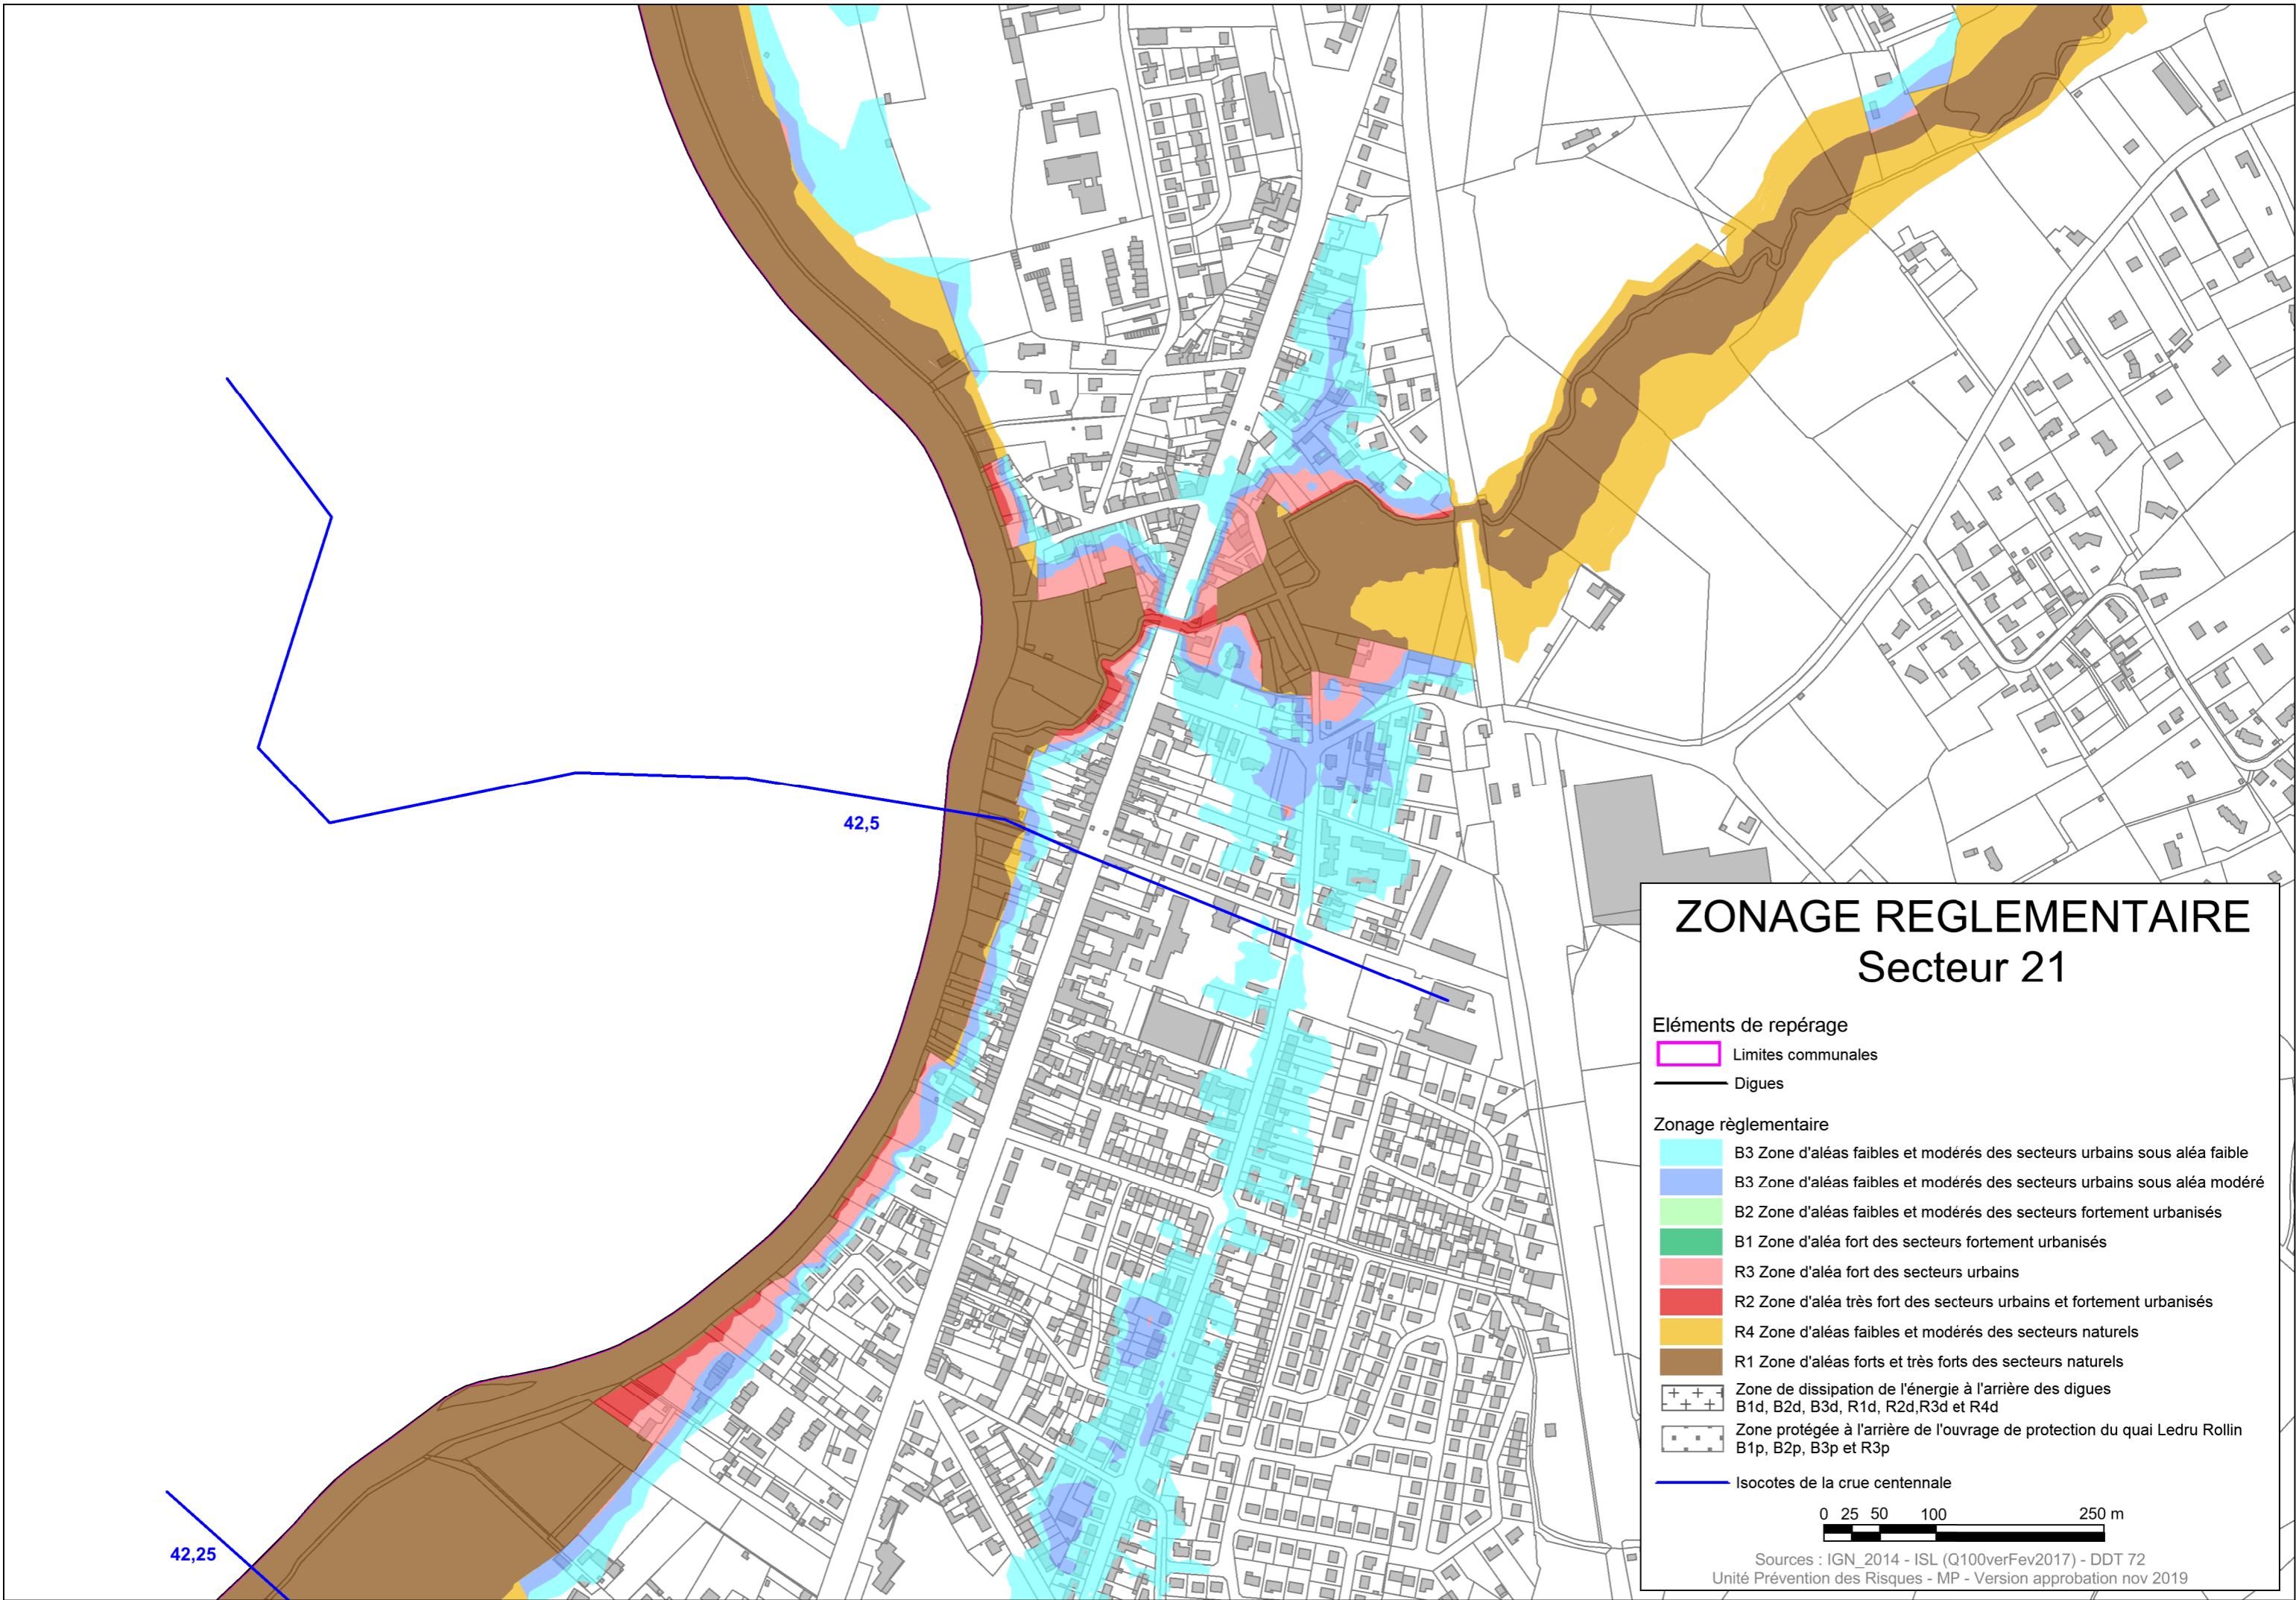 42,5
42,25
ZONAGE REGLEMENTAIRE
Secteur 21
Eléments de repérage
Limites communales
Digues
Zonage règlementaire
B3 Zone d'aléas faibles et modérés des secteurs urbains sous aléa faible
B3 Zone d'aléas faibles et modérés des secteurs urbains sous aléa modéré
B2 Zone d'aléas faibles et modérés des secteurs fortement urbanisés
B1 Zone d'aléa fort des secteurs fortement urbanisés
R3 Zone d'aléa fort des secteurs urbains
R2 Zone d'aléa très fort des secteurs urbains et fortement urbanisés
R4 Zone d'aléas faibles et modérés des secteurs naturels
R1 Zone d'aléas forts et très forts des secteurs naturels
Zone de dissipation de l'énergie à l'arrière des digues
B1d, B2d, B3d, R1d, R2d,R3d et R4d
Zone protégée à l'arrière de l'ouvrage de protection du quai Ledru Rollin
B1p, B2p, B3p et R3p
Isocotes de la crue centennale
0 25 50 100 250 m
Sources : IGN_2014 - ISL (Q100verFev2017) - DDT 72
Unité Prévention des Risques - MP - Version approbation nov 2019